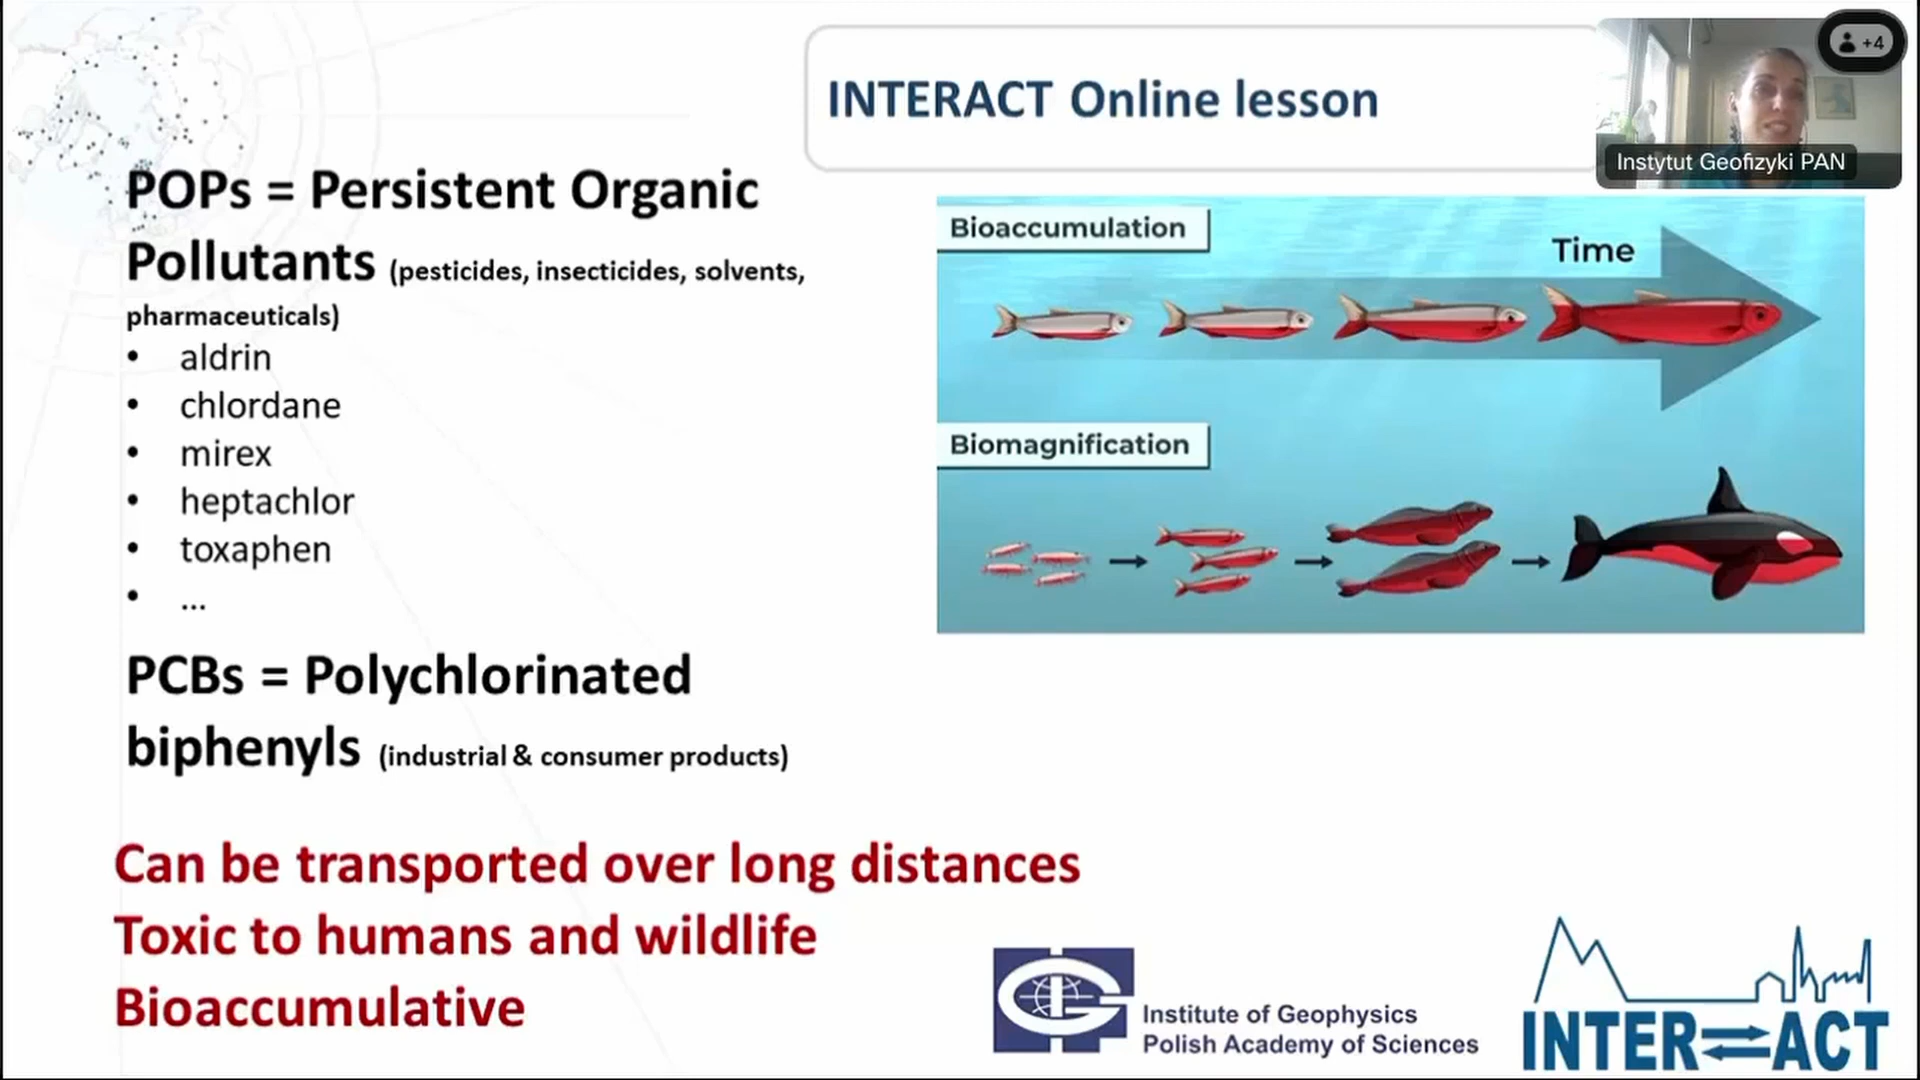 INTERACT Online lesson
+4
Instytut Geofizyki PAN
POPs = Persistent Organic
Pollutants (pesticides, insecticides, solvents,
pharmaceuticals)
• aldrin
• chlordane
• mirex
• heptachlor
• toxaphen
• ...
PCBs = Polychlorinated
biphenyls (industrial & consumer products)
Can be transported over long distances
Toxic to humans and wildlife
Bioaccumulative
Bioaccumulation
Time
Biomagnification
Institute of Geophysics
Polish Academy of Sciences
INTERACT